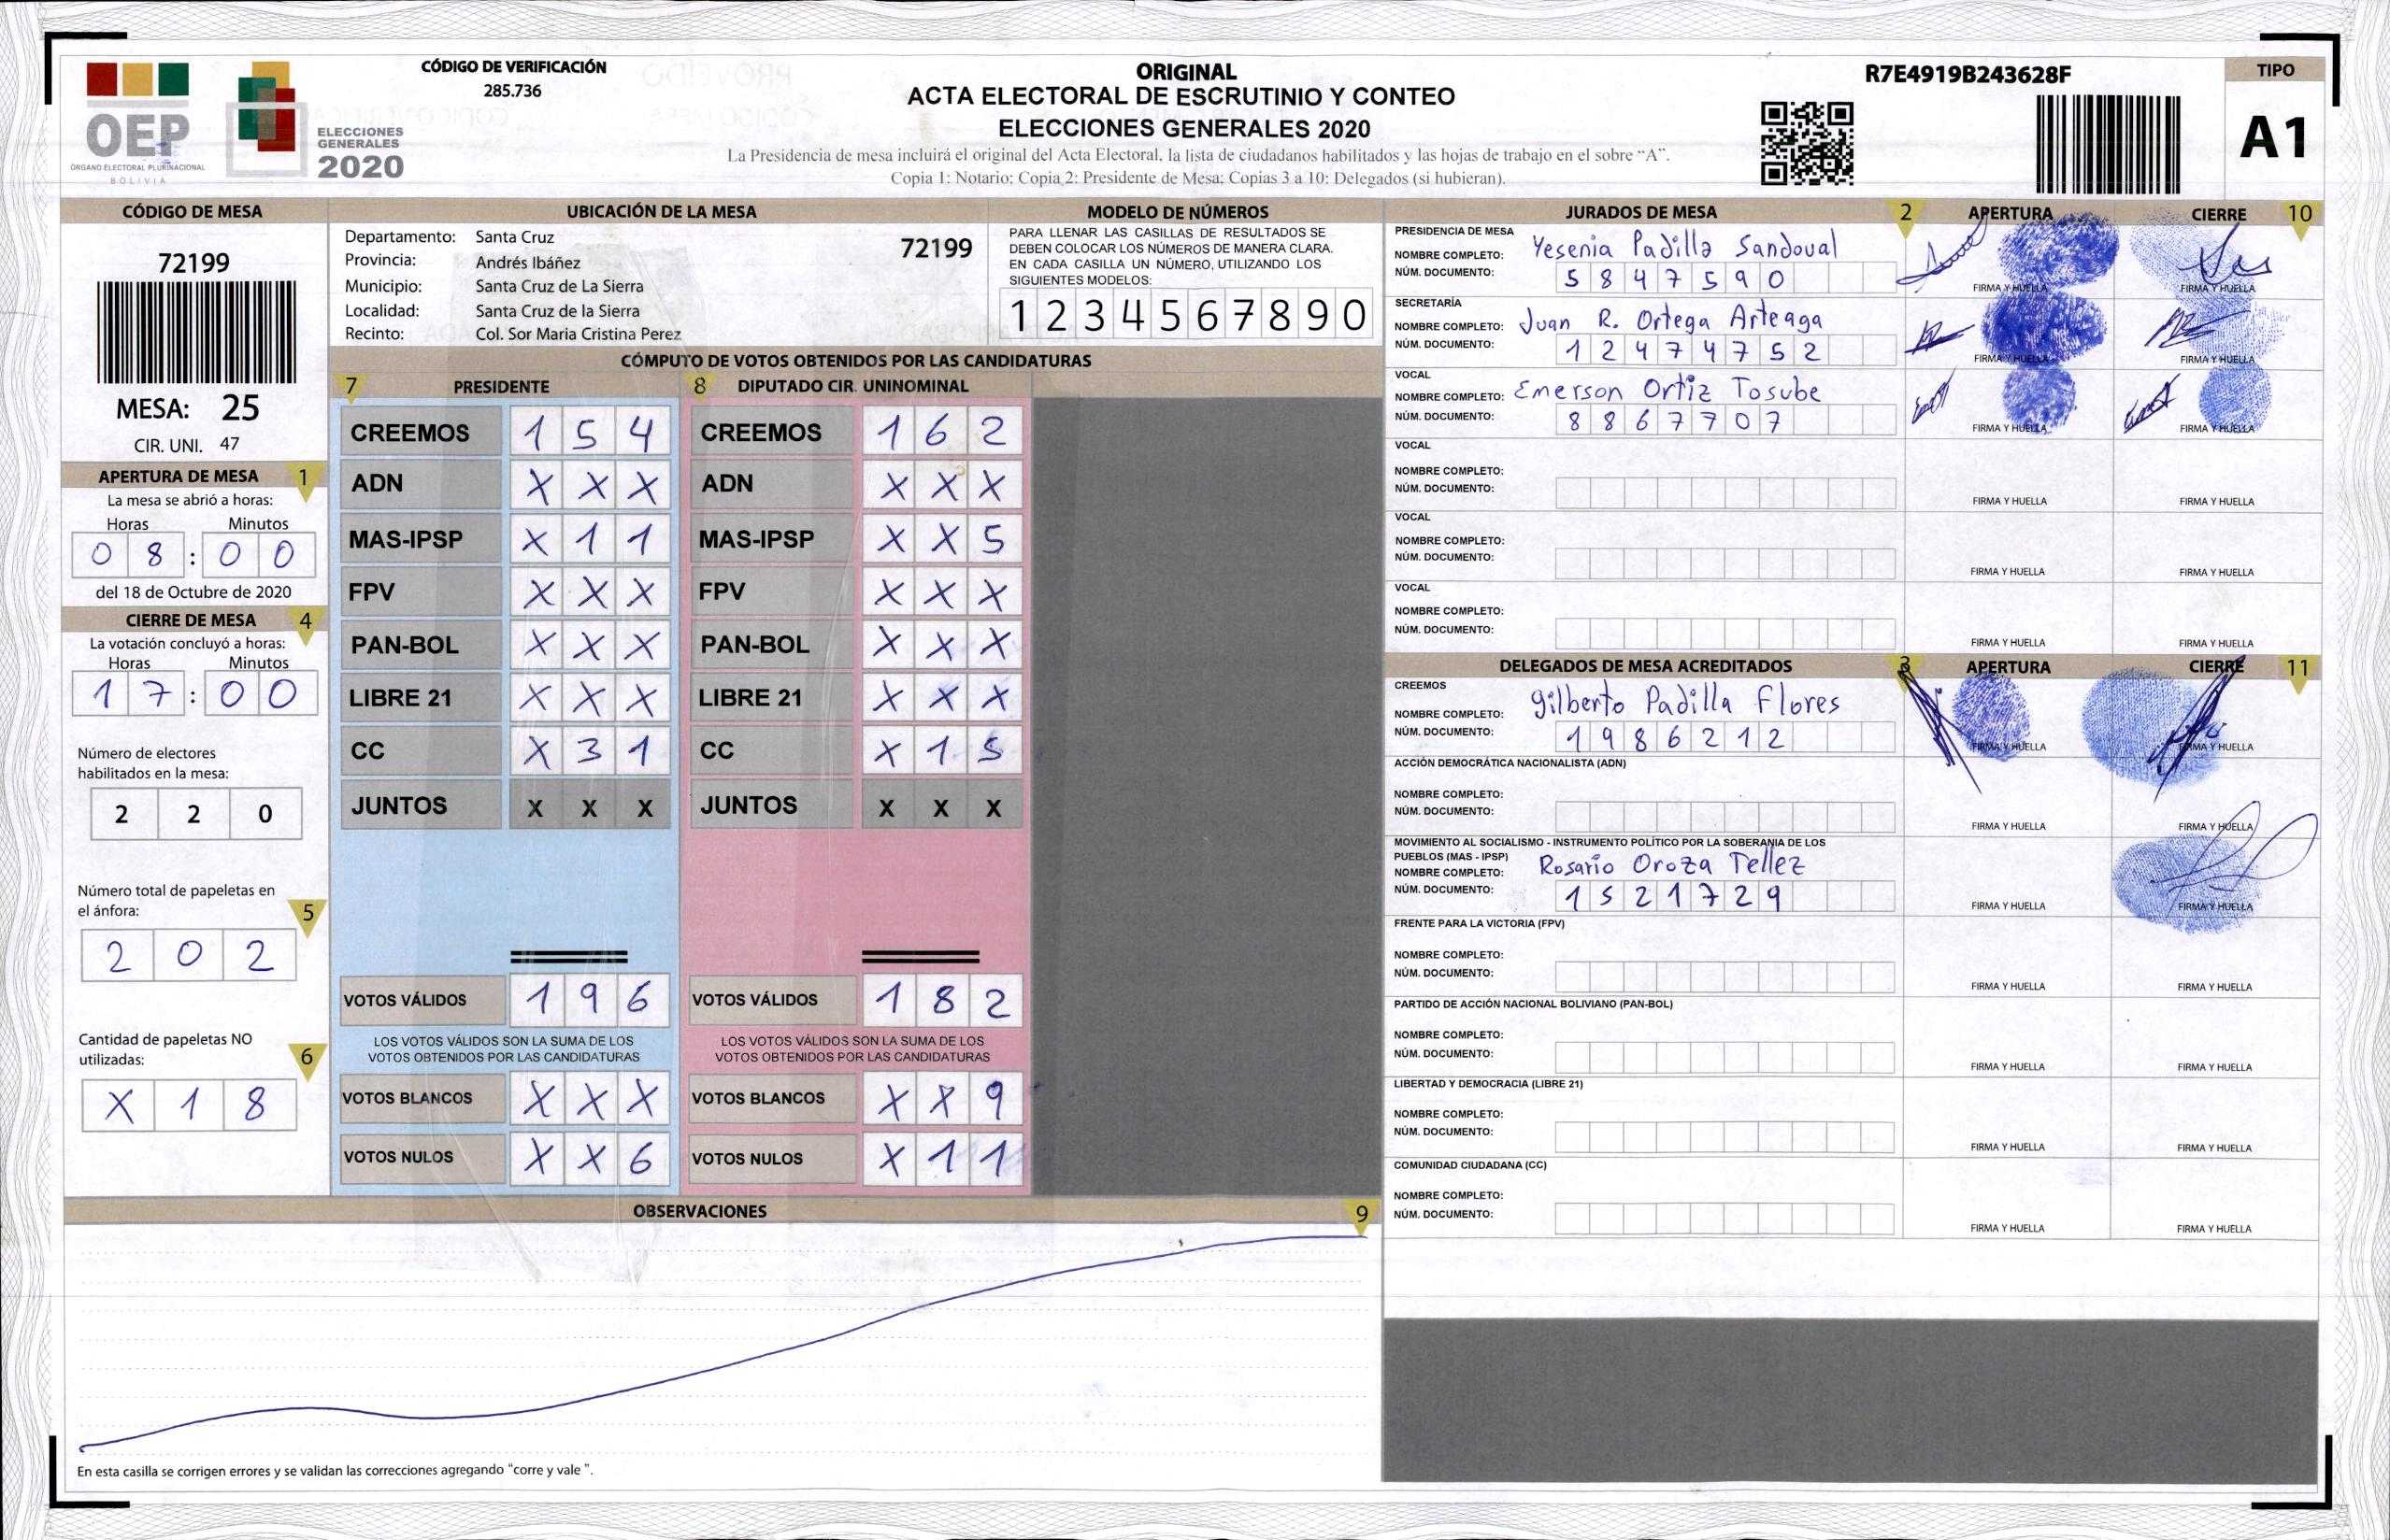 OEP
ÓRGANO ELECTORAL PLURINACIONAL
BOLIVIA
ELECCIONES
GENERALES
2020
CÓDIGO DE VERIFICACIÓN
285.736
ORIGINAL
ACTA ELECTORAL DE ESCRUTINIO Y CONTEO
ELECCIONES GENERALES 2020
La Presidencia de mesa incluirá el original del Acta Electoral, la lista de ciudadanos habilitados y las hojas de trabajo en el sobre “A”.
Copia 1: Notario; Copia 2: Presidente de Mesa; Copias 3 a 10: Delegados (si hubieran).
R7E4919B243628F
TIPO
A1
CÓDIGO DE MESA
72199
MESA: 25
CIR. UNI. 47
APERTURA DE MESA 1
La mesa se abrió a horas:
Horas Minutos
0 8 : 0 0
del 18 de Octubre de 2020
CIERRE DE MESA 4
La votación concluyó a horas:
Horas Minutos
1 7 : 0 0
Número de electores
habilitados en la mesa:
2 2 0
Número total de papeletas en
el ánfora: 5
2 0 2
Cantidad de papeletas NO
utilizadas: 6
X 1 8
UBICACIÓN DE LA MESA
Departamento: Santa Cruz 72199
Provincia: Andrés Ibáñez
Municipio: Santa Cruz de La Sierra
Localidad: Santa Cruz de la Sierra
Recinto: Col. Sor Maria Cristina Perez
MODELO DE NÚMEROS
PARA LLENAR LAS CASILLAS DE RESULTADOS SE
DEBEN COLOCAR LOS NÚMEROS DE MANERA CLARA.
EN CADA CASILLA UN NÚMERO, UTILIZANDO LOS
SIGUIENTES MODELOS:
1 2 3 4 5 6 7 8 9 0
CÓMPUTO DE VOTOS OBTENIDOS POR LAS CANDIDATURAS
7 PRESIDENTE 8 DIPUTADO CIR. UNINOMINAL
CREEMOS 1 5 4 CREEMOS 1 6 2
ADN X X X ADN X X X
MAS-IPSP X 1 1 MAS-IPSP X X 5
FPV X X X FPV X X X
PAN-BOL X X X PAN-BOL X X X
LIBRE 21 X X X LIBRE 21 X X X
CC X 3 1 CC X 1 5
JUNTOS X X X JUNTOS X X X
VOTOS VÁLIDOS 1 9 6 VOTOS VÁLIDOS 1 8 2
LOS VOTOS VÁLIDOS SON LA SUMA DE LOS LOS VOTOS VÁLIDOS SON LA SUMA DE LOS
VOTOS OBTENIDOS POR LAS CANDIDATURAS VOTOS OBTENIDOS POR LAS CANDIDATURAS
VOTOS BLANCOS X X X VOTOS BLANCOS X X 9
VOTOS NULOS X X 6 VOTOS NULOS X 1 1
OBSERVACIONES 9
En esta casilla se corrigen errores y se validan las correcciones agregando “corre y vale ”.
JURADOS DE MESA 2 APERTURA CIERRE 10
PRESIDENCIA DE MESA
NOMBRE COMPLETO: Yesenia Padilla Sandoval
NÚM. DOCUMENTO: 5 8 4 7 5 9 0
FIRMA Y HUELLA FIRMA Y HUELLA
SECRETARÍA
NOMBRE COMPLETO: Juan R. Ortega Arteaga
NÚM. DOCUMENTO: 1 2 4 7 4 7 5 2
FIRMA Y HUELLA FIRMA Y HUELLA
VOCAL
NOMBRE COMPLETO: Emerson Ortiz Tosube
NÚM. DOCUMENTO: 8 8 6 7 7 0 7
FIRMA Y HUELLA FIRMA Y HUELLA
VOCAL
NOMBRE COMPLETO:
NÚM. DOCUMENTO:
FIRMA Y HUELLA FIRMA Y HUELLA
VOCAL
NOMBRE COMPLETO:
NÚM. DOCUMENTO:
FIRMA Y HUELLA FIRMA Y HUELLA
VOCAL
NOMBRE COMPLETO:
NÚM. DOCUMENTO:
FIRMA Y HUELLA FIRMA Y HUELLA
DELEGADOS DE MESA ACREDITADOS 3 APERTURA CIERRE 11
CREEMOS
NOMBRE COMPLETO: Gilberto Padilla Flores
NÚM. DOCUMENTO: 1 9 8 6 2 1 2
FIRMA Y HUELLA FIRMA Y HUELLA
ACCIÓN DEMOCRÁTICA NACIONALISTA (ADN)
NOMBRE COMPLETO:
NÚM. DOCUMENTO:
FIRMA Y HUELLA FIRMA Y HUELLA
MOVIMIENTO AL SOCIALISMO - INSTRUMENTO POLÍTICO POR LA SOBERANIA DE LOS
PUEBLOS (MAS - IPSP)
NOMBRE COMPLETO: Rosario Oroza Tellez
NÚM. DOCUMENTO: 1 5 2 1 7 2 9
FIRMA Y HUELLA FIRMA Y HUELLA
FRENTE PARA LA VICTORIA (FPV)
NOMBRE COMPLETO:
NÚM. DOCUMENTO:
FIRMA Y HUELLA FIRMA Y HUELLA
PARTIDO DE ACCIÓN NACIONAL BOLIVIANO (PAN-BOL)
NOMBRE COMPLETO:
NÚM. DOCUMENTO:
FIRMA Y HUELLA FIRMA Y HUELLA
LIBERTAD Y DEMOCRACIA (LIBRE 21)
NOMBRE COMPLETO:
NÚM. DOCUMENTO:
FIRMA Y HUELLA FIRMA Y HUELLA
COMUNIDAD CIUDADANA (CC)
NOMBRE COMPLETO:
NÚM. DOCUMENTO:
FIRMA Y HUELLA FIRMA Y HUELLA